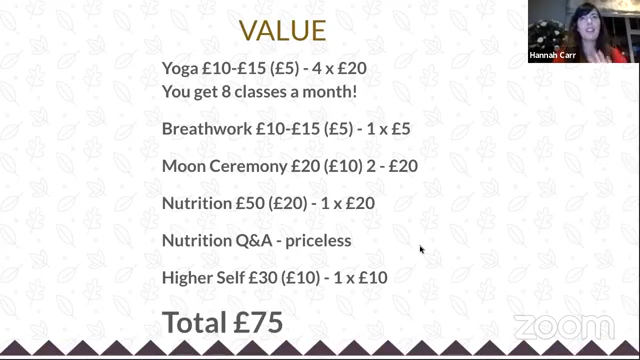 VALUE
Yoga £10-£15 (£5) - 4 x £20
You get 8 classes a month!
Breathwork £10-£15 (£5) - 1 x £5
Moon Ceremony £20 (£10) 2 - £20
Nutrition £50 (£20) - 1 x £20
Nutrition Q&A - priceless
Higher Self £30 (£10) - 1 x £10
Total £75
Hannah Carr
zoom